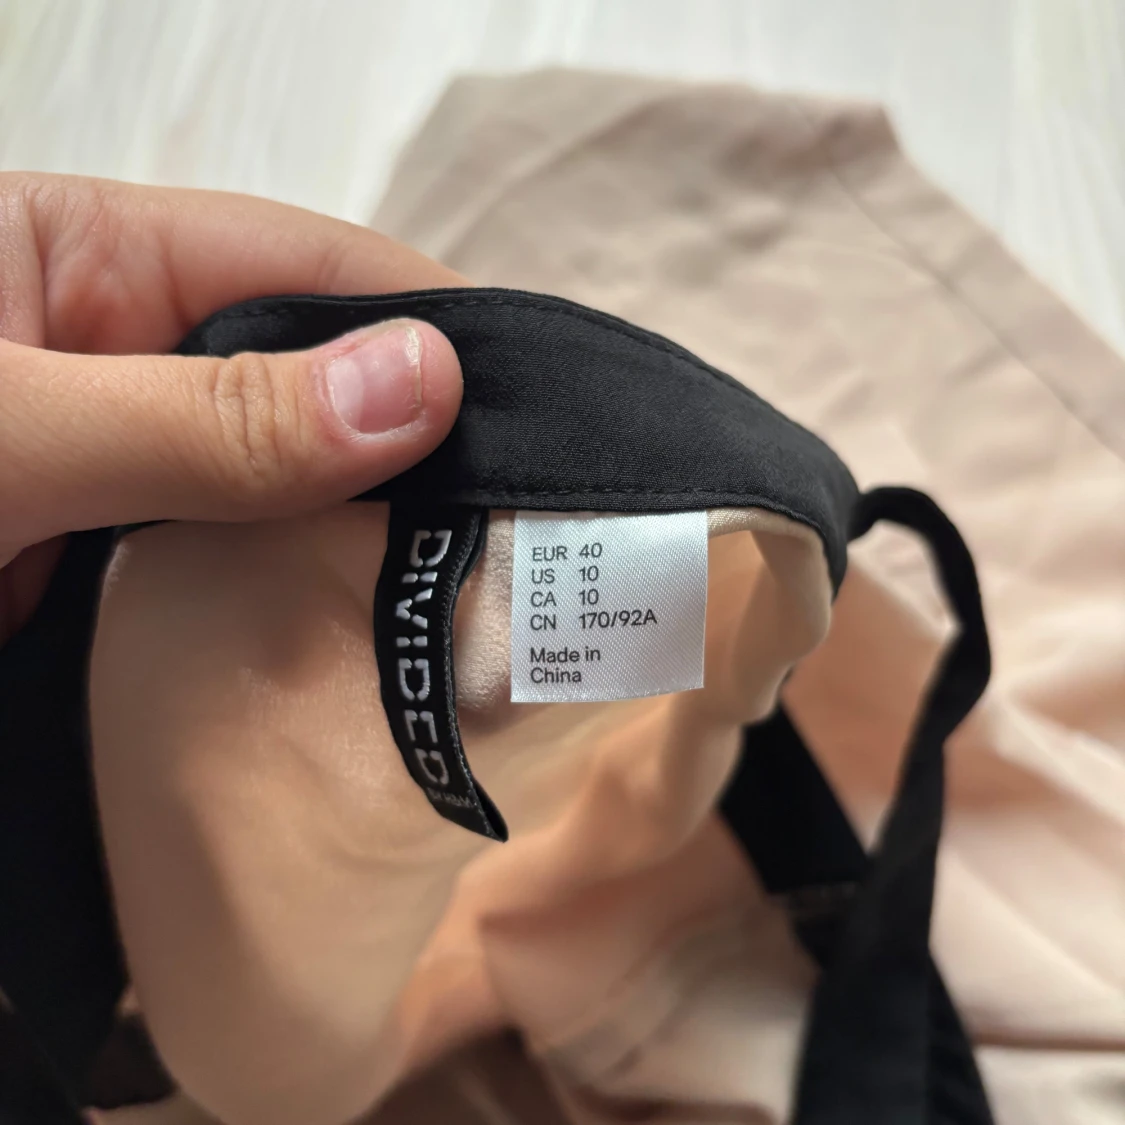 DIVIDED
EUR 40
US 10
CA 10
CN 170/92A
Made in
China